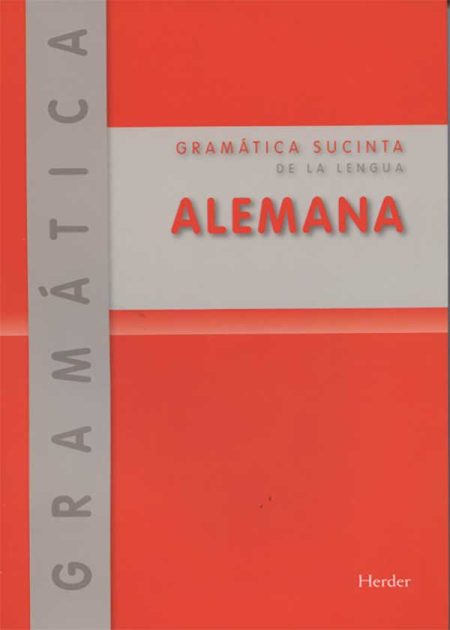 GRAMÁTICA
GRAMÁTICA SUCINTA
DE LA LENGUA
ALEMANA
Herder